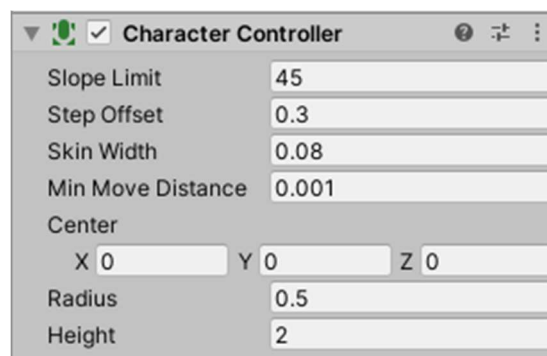 Character Controller
Slope Limit 45
Step Offset 0.3
Skin Width 0.08
Min Move Distance 0.001
Center
X 0 Y 0 Z 0
Radius 0.5
Height 2